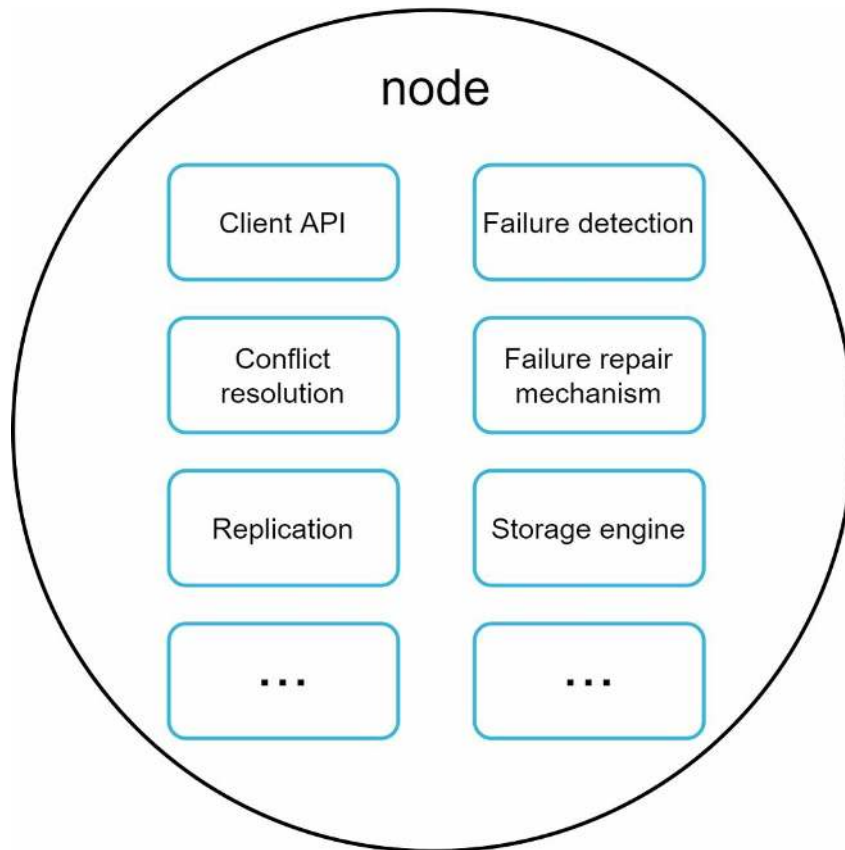 node
Client API
Failure detection
Conflict
resolution
Failure repair
mechanism
Replication
Storage engine
...
...